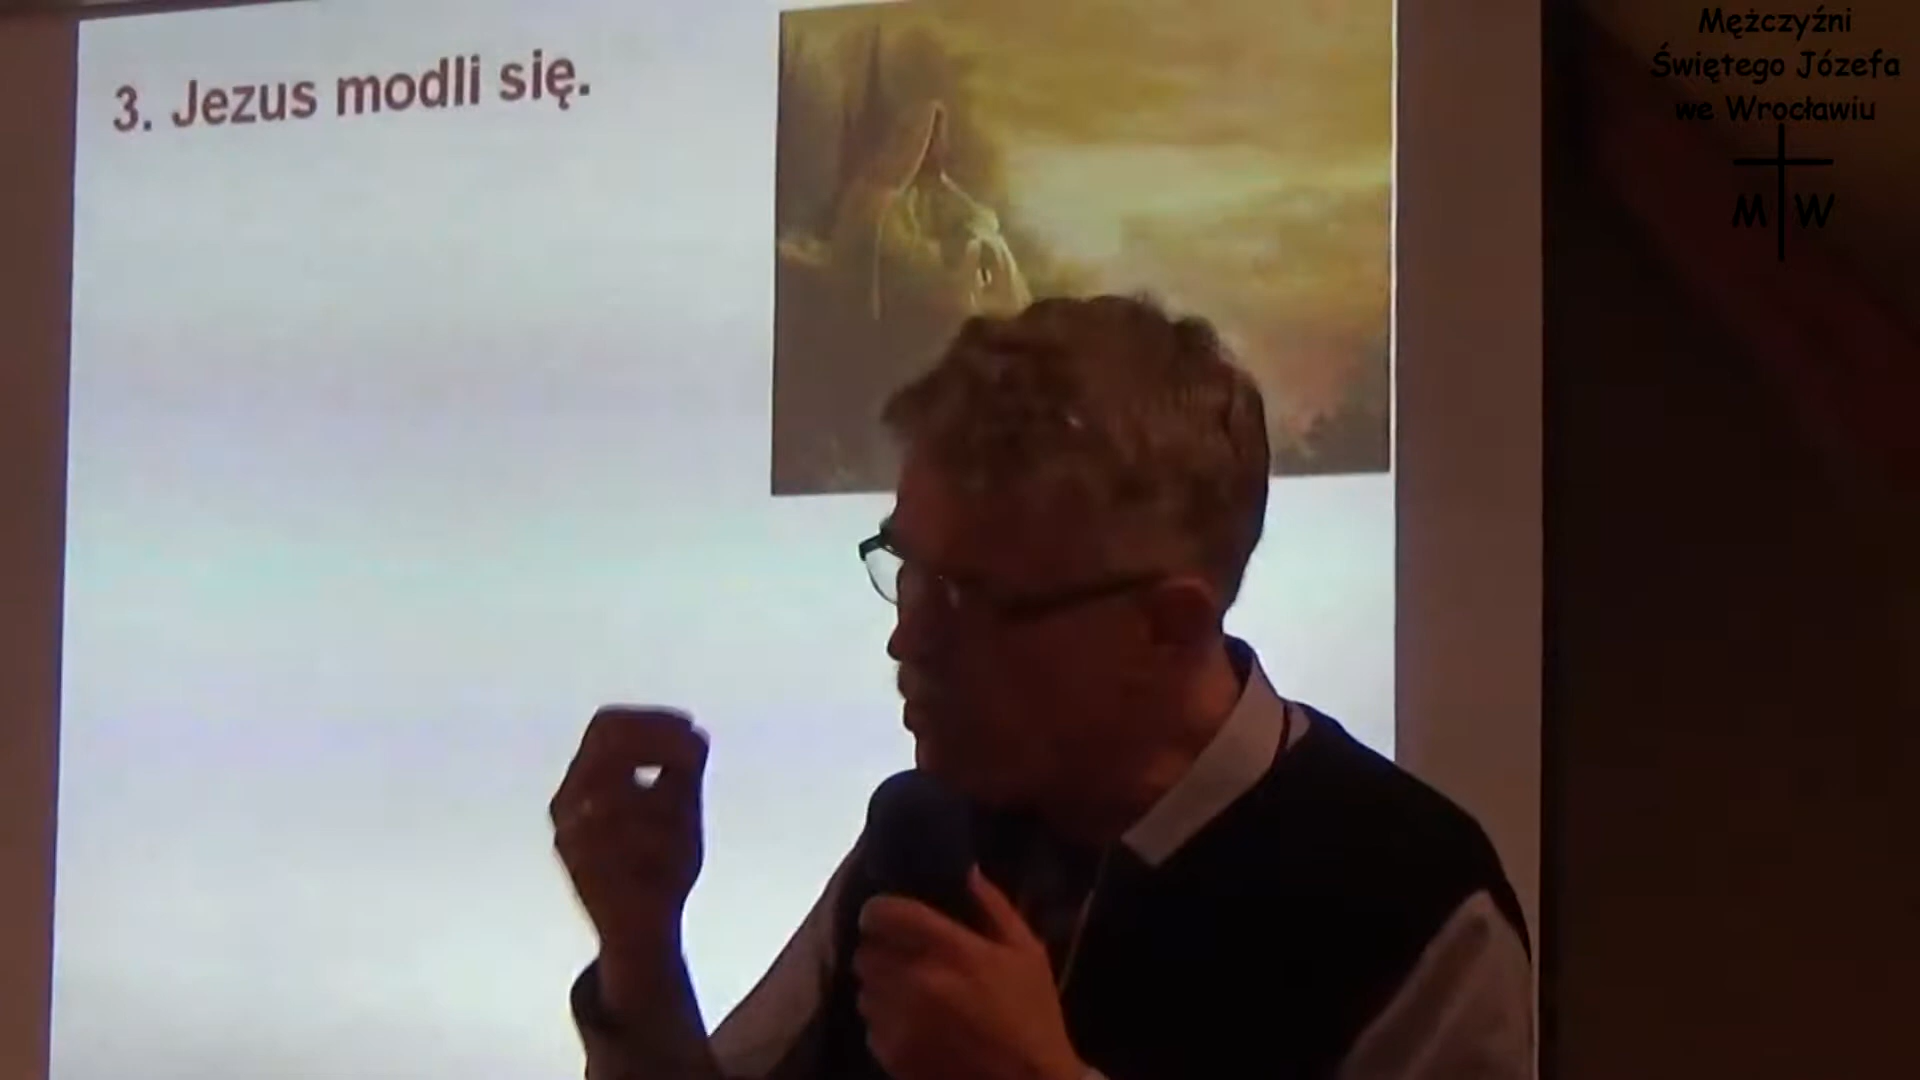 3. Jezus modli się.
Mężczyźni
Świętego Józefa
we Wrocławiu
M W